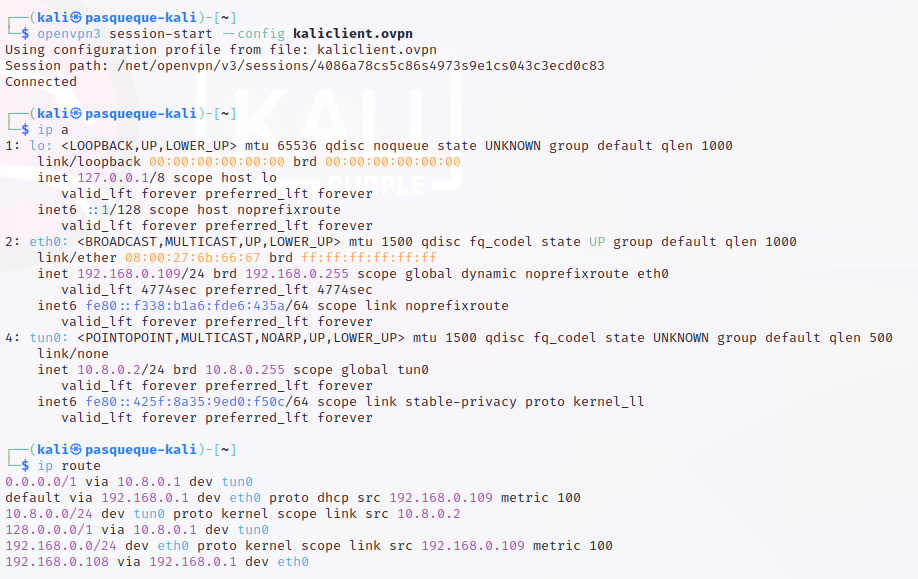 ┌──(kali㉿pasqueque-kali)-[~]
└─$ openvpn3 session-start --config kaliclient.ovpn
Using configuration profile from file: kaliclient.ovpn
Session path: /net/openvpn/v3/sessions/4086a78cs5c86s4973s9e1cs043c3ecd0c83
Connected
┌──(kali㉿pasqueque-kali)-[~]
└─$ ip a
1: lo: <LOOPBACK,UP,LOWER_UP> mtu 65536 qdisc noqueue state UNKNOWN group default qlen 1000
    link/loopback 00:00:00:00:00:00 brd 00:00:00:00:00:00
    inet 127.0.0.1/8 scope host lo
       valid_lft forever preferred_lft forever
    inet6 ::1/128 scope host noprefixroute
       valid_lft forever preferred_lft forever
2: eth0: <BROADCAST,MULTICAST,UP,LOWER_UP> mtu 1500 qdisc fq_codel state UP group default qlen 1000
    link/ether 08:00:27:6b:66:67 brd ff:ff:ff:ff:ff:ff
    inet 192.168.0.109/24 brd 192.168.0.255 scope global dynamic noprefixroute eth0
       valid_lft 4774sec preferred_lft 4774sec
    inet6 fe80::f338:b1a6:fde6:435a/64 scope link noprefixroute
       valid_lft forever preferred_lft forever
4: tun0: <POINTOPOINT,MULTICAST,NOARP,UP,LOWER_UP> mtu 1500 qdisc fq_codel state UNKNOWN group default qlen 500
    link/none
    inet 10.8.0.2/24 brd 10.8.0.255 scope global tun0
       valid_lft forever preferred_lft forever
    inet6 fe80::425f:8a35:9ed0:f50c/64 scope link stable-privacy proto kernel_ll
       valid_lft forever preferred_lft forever
┌──(kali㉿pasqueque-kali)-[~]
└─$ ip route
0.0.0.0/1 via 10.8.0.1 dev tun0
default via 192.168.0.1 dev eth0 proto dhcp src 192.168.0.109 metric 100
10.8.0.0/24 dev tun0 proto kernel scope link src 10.8.0.2
128.0.0.0/1 via 10.8.0.1 dev tun0
192.168.0.0/24 dev eth0 proto kernel scope link src 192.168.0.109 metric 100
192.168.0.108 via 192.168.0.1 dev eth0
KALI
PURPLE